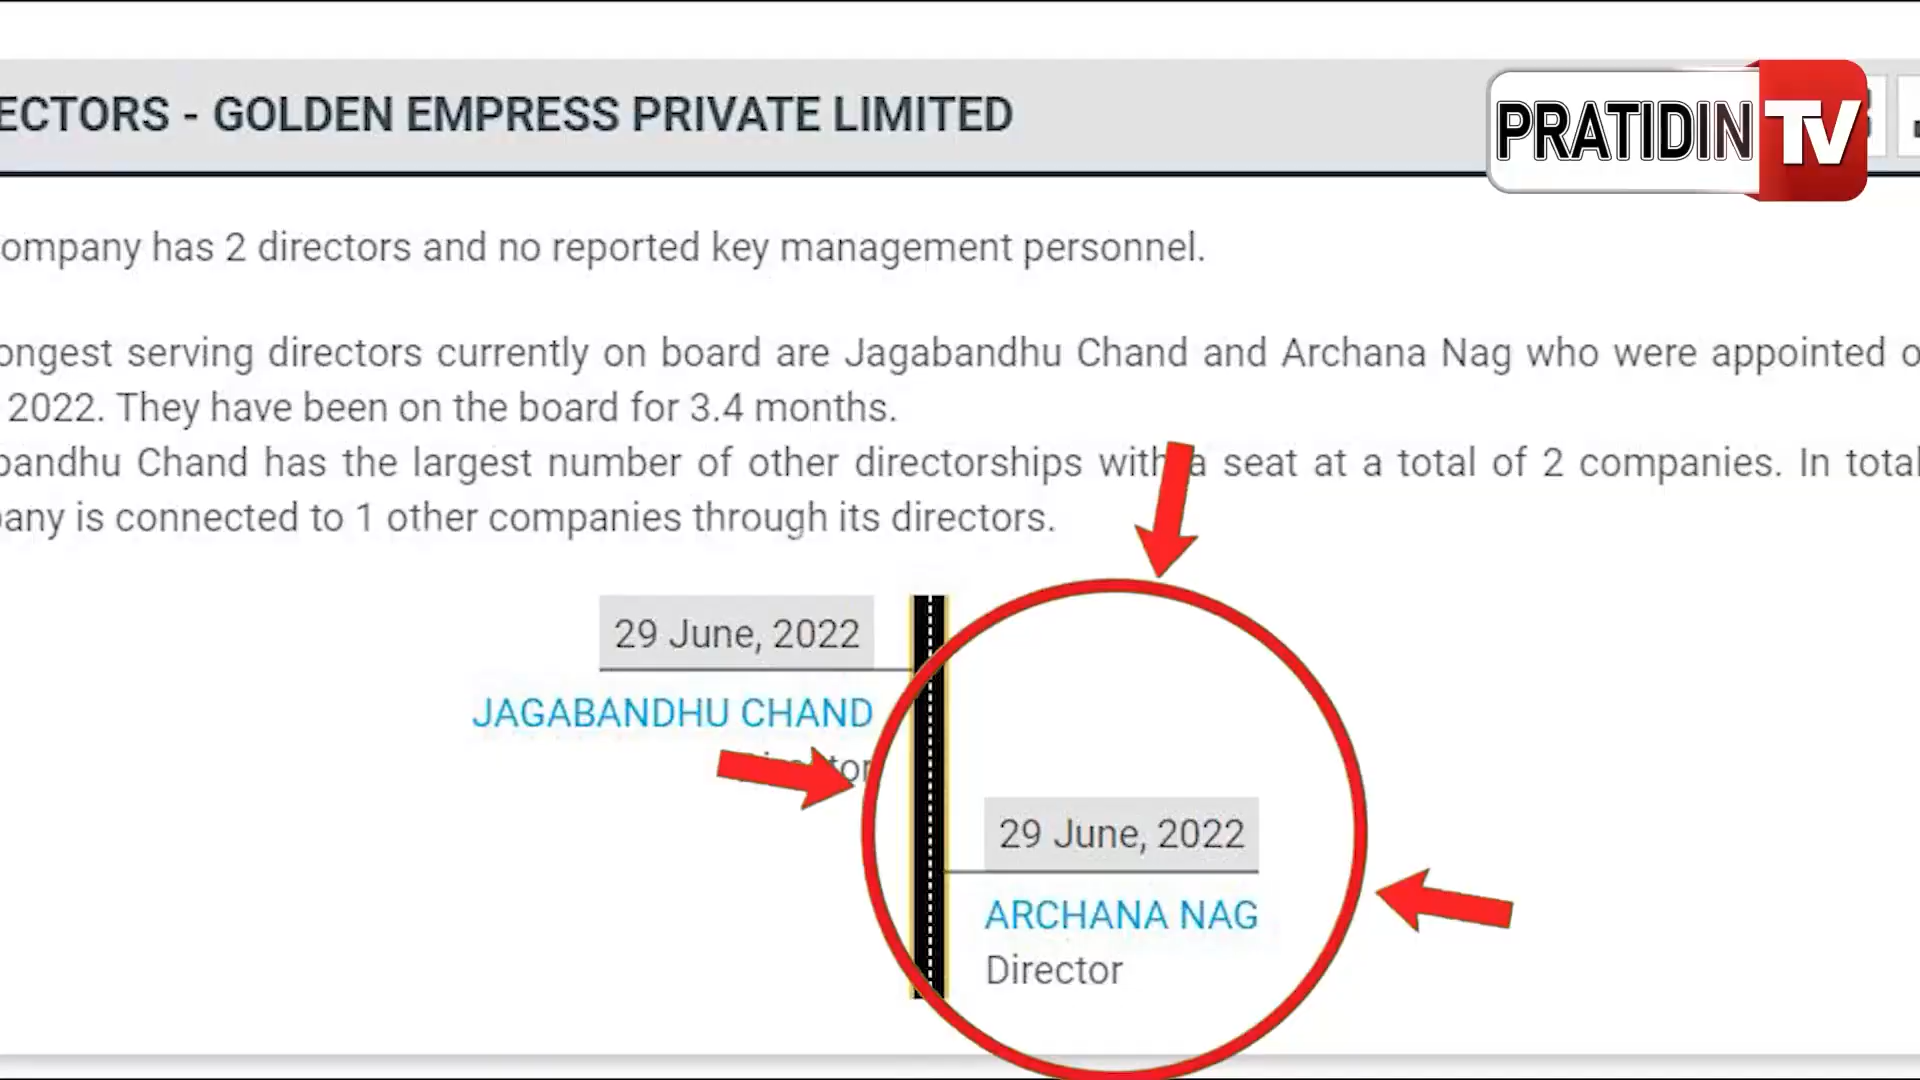 ECTORS - GOLDEN EMPRESS PRIVATE LIMITED
PRATIDIN TV
ompany has 2 directors and no reported key management personnel.
ongest serving directors currently on board are Jagabandhu Chand and Archana Nag who were appointed o
2022. They have been on the board for 3.4 months.
bandhu Chand has the largest number of other directorships with a seat at a total of 2 companies. In total
pany is connected to 1 other companies through its directors.
29 June, 2022
JAGABANDHU CHAND
Director
29 June, 2022
ARCHANA NAG
Director